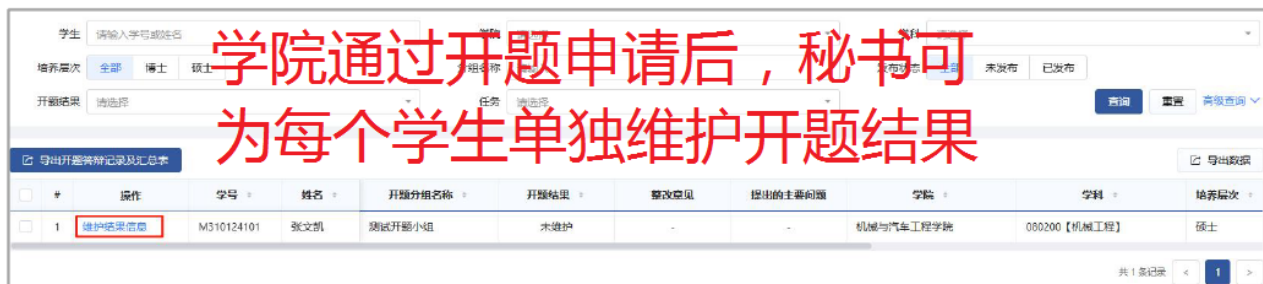 学生 请输入学号或姓名
学院通过开题申请后，秘书可
培养层次 全部 博士 硕士 分组名称 发布状态 全部 未发布 已发布
开题结果 请选择 任务 请选择 查询 重置 高级查询
为每个学生单独维护开题结果
导出开题答辩记录及汇总表 导出数据
# 操作 学号 姓名 开题分组名称 开题结果 整改意见 提出的主要问题 学院 学科 培养层次
1 维护结果信息 M310124101 张文凯 测试开题小组 未维护 - - 机械与汽车工程学院 080200【机械工程】 硕士
共 1 条记录 < 1 >